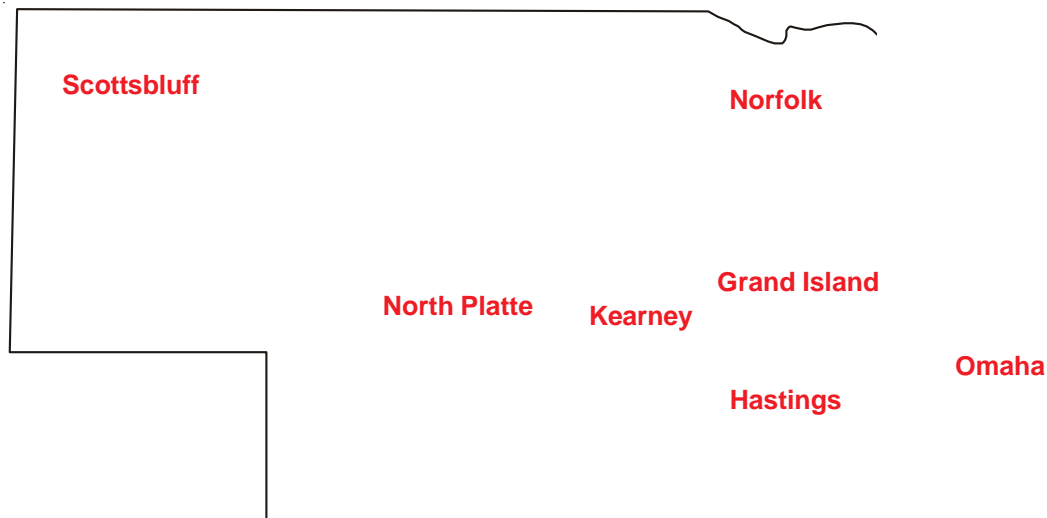 Scottsbluff
Norfolk
Grand Island
North Platte
Kearney
Omaha
Hastings